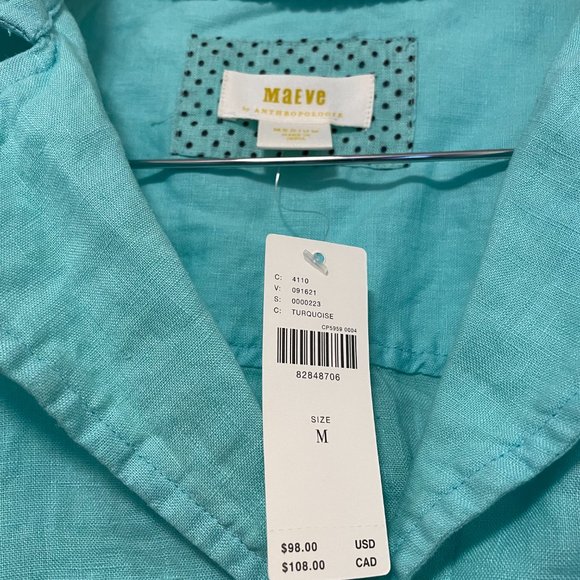 MaEve
by ANTHROPOLOGIE
C: 4110
V: 091621
S: 0000223
C: TURQUOISE
CP5959 0004
82848706
SIZE
M
$98.00 USD
$108.00 CAD